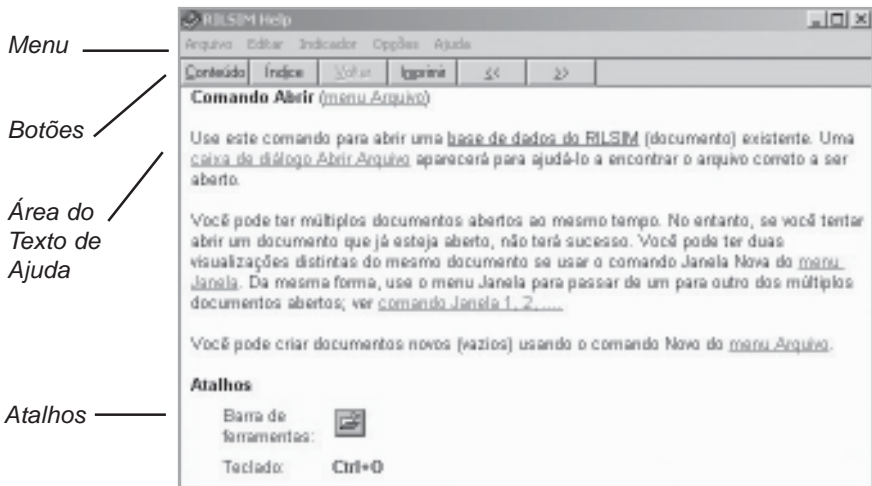 Menu
Botões
Área do
Texto de
Ajuda
Atalhos
RILSIM Help
Arquivo Editar Indicador Opções Ajuda
Conteúdo Índice Voltar Imprimir << >>
Comando Abrir (menu Arquivo)
Use este comando para abrir uma base de dados do RILSIM (documento) existente. Uma
caixa de diálogo Abrir Arquivo aparecerá para ajudá-lo a encontrar o arquivo correto a ser
aberto.
Você pode ter múltiplos documentos abertos ao mesmo tempo. No entanto, se você tentar
abrir um documento que já esteja aberto, não terá sucesso. Você pode ter duas
visualizações distintas do mesmo documento se usar o comando Janela Nova do menu
Janela. Da mesma forma, use o menu Janela para passar de um para outro dos múltiplos
documentos abertos; ver comando Janela 1, 2, ....
Você pode criar documentos novos (vazios) usando o comando Novo do menu Arquivo.
Atalhos
Barra de
ferramentas:
Teclado: Ctrl+O